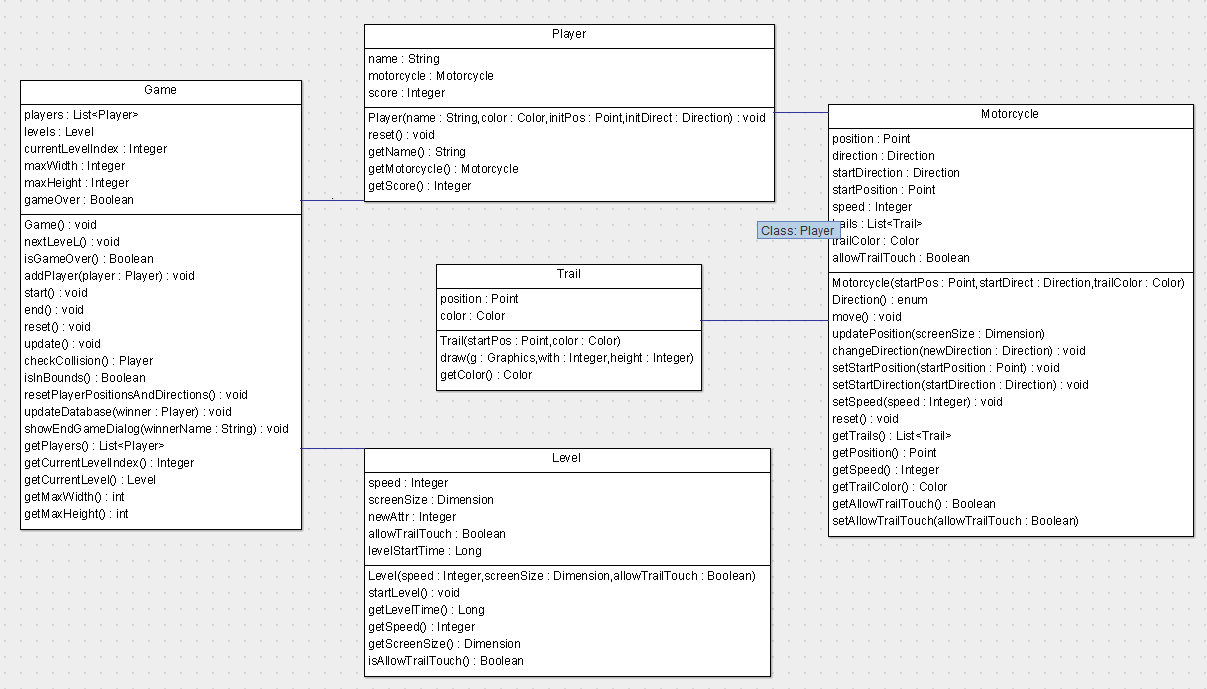 Player
name : String
motorcycle : Motorcycle
score : Integer
Player(name : String,color : Color,initPos : Point,initDirect : Direction) : void
reset() : void
getName() : String
getMotorcycle() : Motorcycle
getScore() : Integer
Game
players : List<Player>
levels : Level
currentLevelIndex : Integer
maxWidth : Integer
maxHeight : Integer
gameOver : Boolean
Game() : void
nextLeveL() : void
isGameOver() : Boolean
addPlayer(player : Player) : void
start() : void
end() : void
reset() : void
update() : void
checkCollision() : Player
isInBounds() : Boolean
resetPlayerPositionsAndDirections() : void
updateDatabase(winner : Player) : void
showEndGameDialog(winnerName : String) : void
getPlayers() : List<Player>
getCurrentLevelIndex() : Integer
getCurrentLevel() : Level
getMaxWidth() : int
getMaxHeight() : int
Motorcycle
position : Point
direction : Direction
startDirection : Direction
startPosition : Point
speed : Integer
: List<Trail>
trailColor : Color
allowTrailTouch : Boolean
Motorcycle(startPos : Point,startDirect : Direction,trailColor : Color)
Direction() : enum
move() : void
updatePosition(screenSize : Dimension)
changeDirection(newDirection : Direction) : void
setStartPosition(startPosition : Point) : void
setStartDirection(startDirection : Direction) : void
setSpeed(speed : Integer) : void
reset() : void
getTrails() : List<Trail>
getPosition() : Point
getSpeed() : Integer
getTrailColor() : Color
getAllowTrailTouch() : Boolean
setAllowTrailTouch(allowTrailTouch : Boolean)
Class: Player
Trail
position : Point
color : Color
Trail(startPos : Point,color : Color)
draw(g : Graphics,with : Integer,height : Integer)
getColor() : Color
Level
speed : Integer
screenSize : Dimension
newAttr : Integer
allowTrailTouch : Boolean
levelStartTime : Long
Level(speed : Integer,screenSize : Dimension,allowTrailTouch : Boolean)
startLevel() : void
getLevelTime() : Long
getSpeed() : Integer
getScreenSize() : Dimension
isAllowTrailTouch() : Boolean